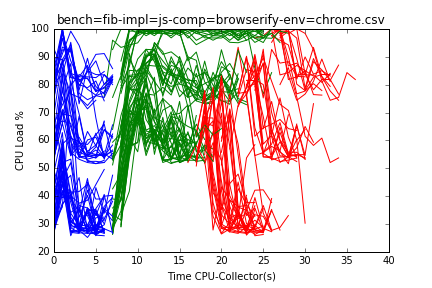 bench=fib-impl=js-comp=browserify-env=chrome.csv
100
90
80
70
60
50
40
30
20
CPU Load %
0 5 10 15 20 25 30 35 40
Time CPU-Collector(s)